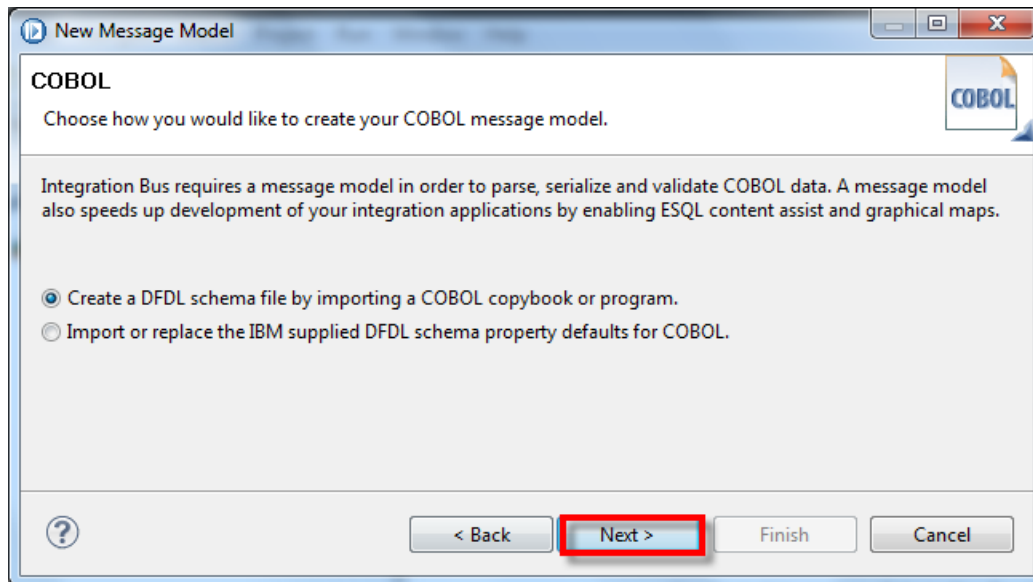 New Message Model
COBOL
COBOL
Choose how you would like to create your COBOL message model.
Integration Bus requires a message model in order to parse, serialize and validate COBOL data. A message model
also speeds up development of your integration applications by enabling ESQL content assist and graphical maps.
Create a DFDL schema file by importing a COBOL copybook or program.
Import or replace the IBM supplied DFDL schema property defaults for COBOL.
? < Back Next > Finish Cancel